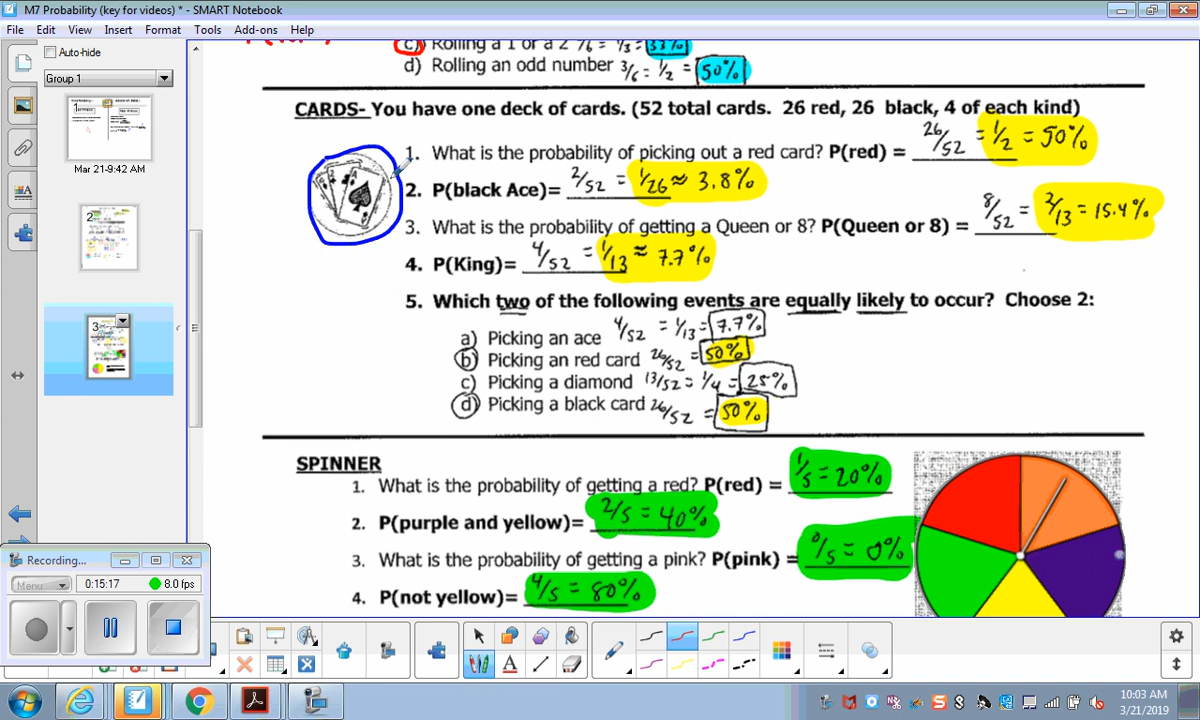 M7 Probability (key for videos) * - SMART Notebook
File Edit View Insert Format Tools Add-ons Help
Auto-hide
Group 1
Mar 21-9:42 AM
2
3
c) Rolling a 1 or a 2 2/6 = 1/3 = 33%
d) Rolling an odd number 3/6 = 1/2 = 50%
CARDS- You have one deck of cards. (52 total cards. 26 red, 26 black, 4 of each kind)
1. What is the probability of picking out a red card? P(red) = 26/52 = 1/2 = 50%
2. P(black Ace)= 2/52 = 1/26 ≈ 3.8%
3. What is the probability of getting a Queen or 8? P(Queen or 8) = 8/52 = 2/13 = 15.4%
4. P(King)= 4/52 = 1/13 ≈ 7.7%
5. Which two of the following events are equally likely to occur? Choose 2:
a) Picking an ace 4/52 = 1/13 = 7.7%
b) Picking an red card 26/52 = 50%
c) Picking a diamond 13/52 = 1/4 = 25%
d) Picking a black card 26/52 = 50%
SPINNER
1. What is the probability of getting a red? P(red) = 1/5 = 20%
2. P(purple and yellow)= 2/5 = 40%
3. What is the probability of getting a pink? P(pink) = 0/5 = 0%
4. P(not yellow)= 4/5 = 80%
Recording...
Menu 0:15:17 8.0 fps
A
10:03 AM
3/21/2019